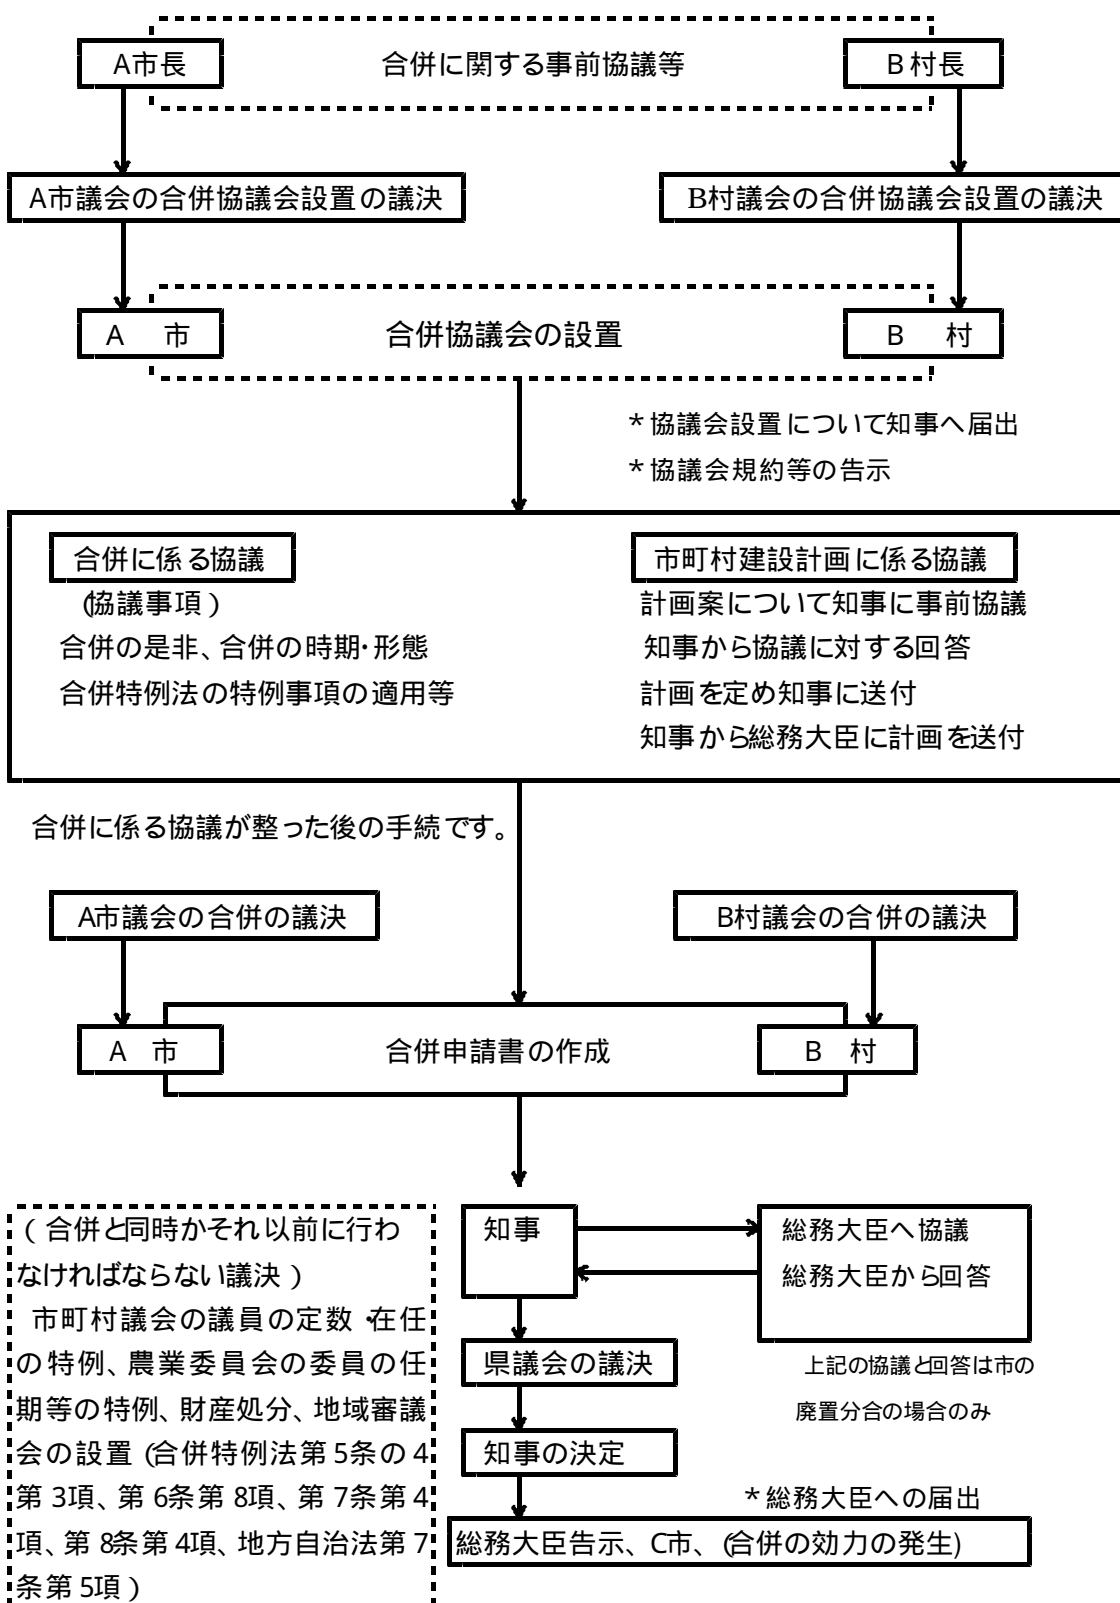 A市長
合併に関する事前協議等
B村長
A市議会の合併協議会設置の議決
B村議会の合併協議会設置の議決
A 市
合併協議会の設置
B 村
*協議会設置について知事へ届出
*協議会規約等の告示
合併に係る協議
(協議事項)
合併の是非、合併の時期・形態
合併特例法の特例事項の適用等
市町村建設計画に係る協議
計画案について知事に事前協議
知事から協議に対する回答
計画を定め知事に送付
知事から総務大臣に計画を送付
合併に係る協議が整った後の手続です。
A市議会の合併の議決
B村議会の合併の議決
A 市
合併申請書の作成
B 村
(合併と同時かそれ以前に行わ
なければならない議決)
市町村議会の議員の定数・在任
の特例、農業委員会の委員の任
期等の特例、財産処分、地域審議
会の設置(合併特例法第5条の4
第3項、第6条第8項、第7条第4
項、第8条第4項、地方自治法第7
条第5項)
知事
総務大臣へ協議
総務大臣から回答
県議会の議決
上記の協議と回答は市の
廃置分合の場合のみ
知事の決定
*総務大臣への届出
総務大臣告示、C市、(合併の効力の発生)